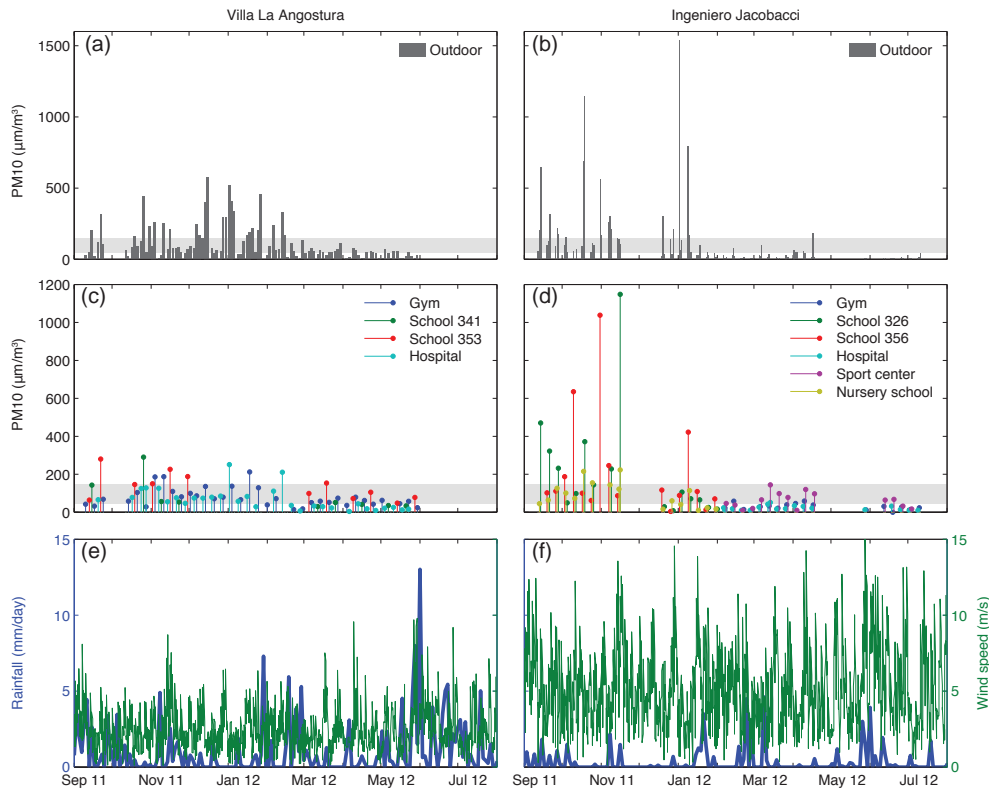 Villa La Angostura
Ingeniero Jacobacci
(a)
Outdoor
PM10 (µm/m³)
1500
1000
500
0
(b)
Outdoor
(c)
Gym
School 341
School 353
Hospital
PM10 (µm/m³)
1200
1000
800
600
400
200
0
(d)
Gym
School 326
School 356
Hospital
Sport center
Nursery school
(e)
Rainfall (mm/day)
15
10
5
0
Sep 11 Nov 11 Jan 12 Mar 12 May 12 Jul 12
(f)
15
10
5
0
Wind speed (m/s)
Sep 11 Nov 11 Jan 12 Mar 12 May 12 Jul 12